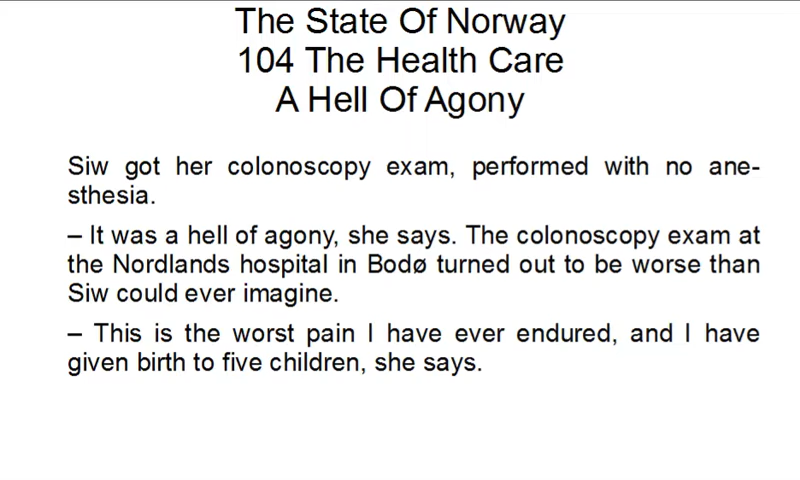 The State Of Norway
104 The Health Care
A Hell Of Agony
Siw got her colonoscopy exam, performed with no ane-
sthesia.
– It was a hell of agony, she says. The colonoscopy exam at
the Nordlands hospital in Bodø turned out to be worse than
Siw could ever imagine.
– This is the worst pain I have ever endured, and I have
given birth to five children, she says.